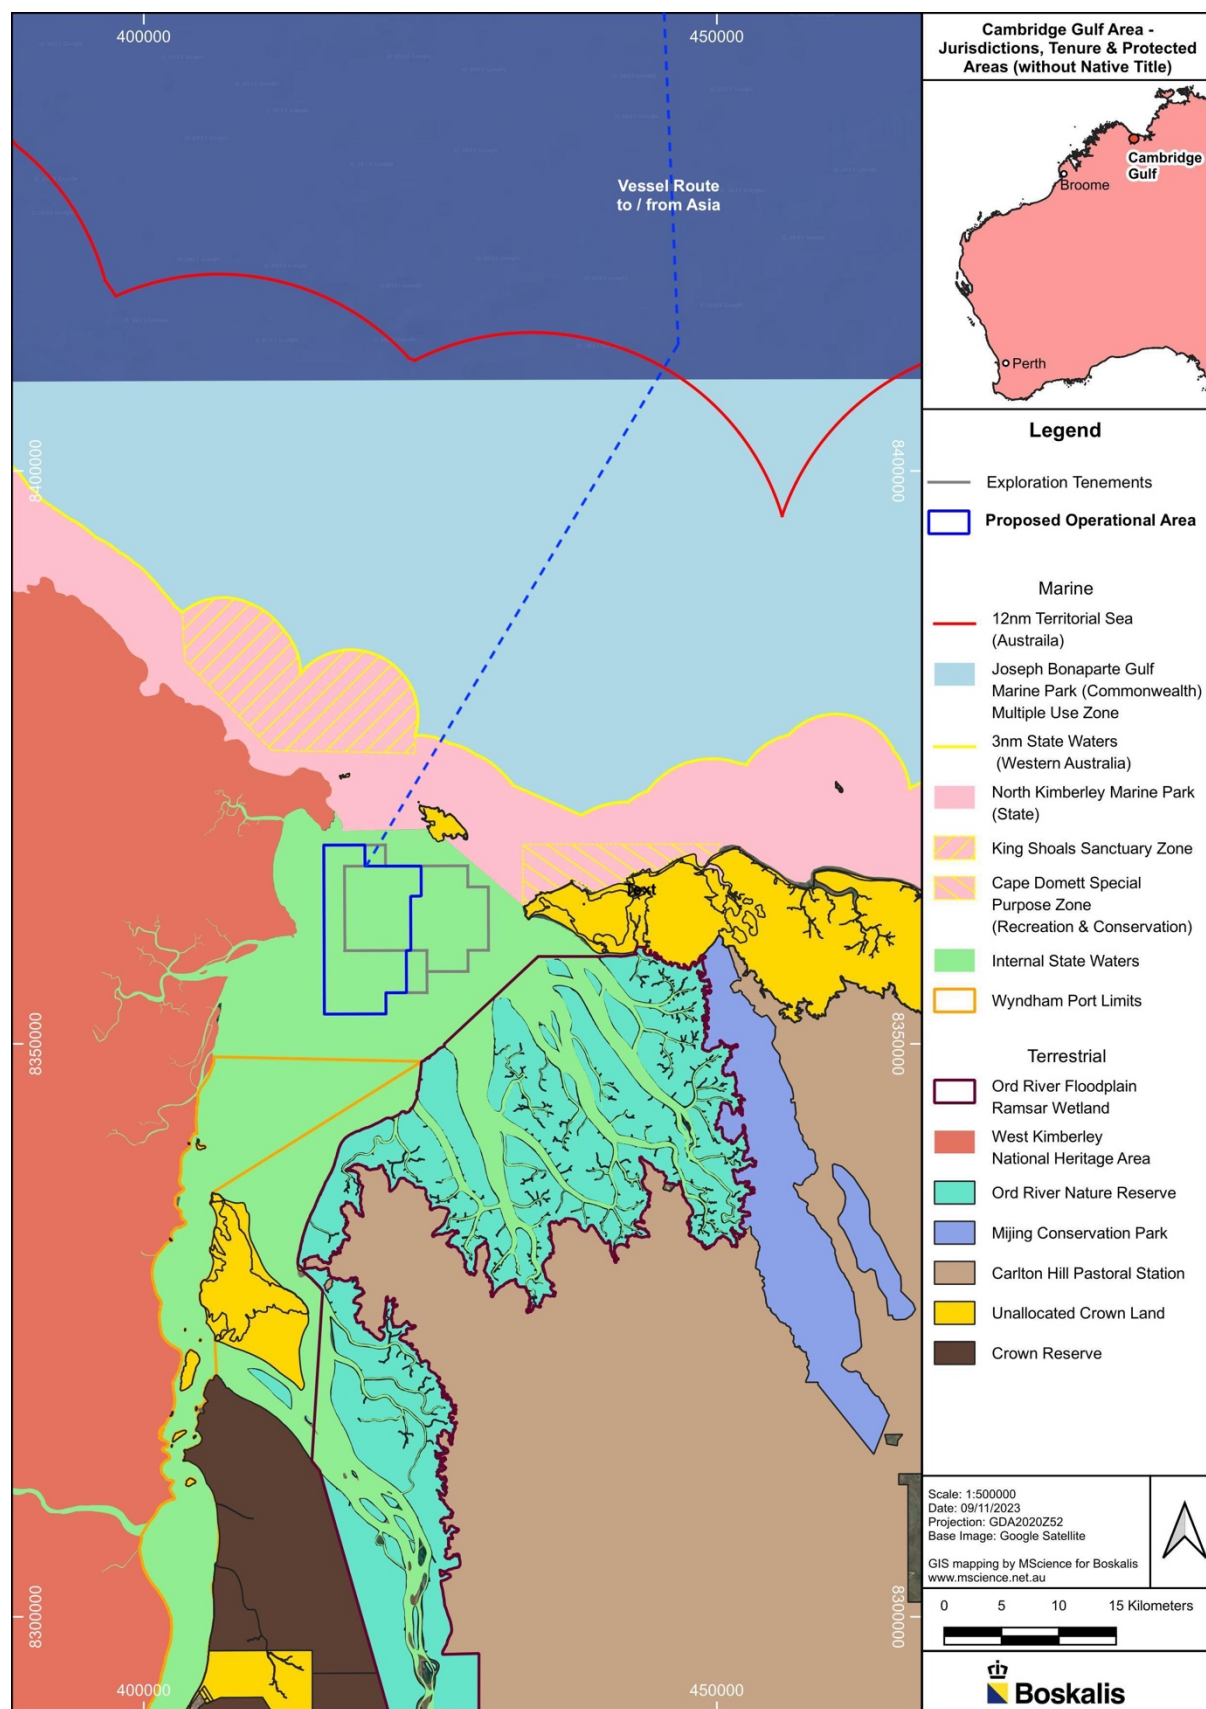 400000
450000
Vessel Route
to / from Asia
8400000
8400000
Text
8350000
8350000
8300000
8300000
400000
450000
Cambridge Gulf Area -
Jurisdictions, Tenure & Protected
Areas (without Native Title)
Cambridge
Gulf
Broome
Perth
Legend
Exploration Tenements
Proposed Operational Area
Marine
12nm Territorial Sea
(Austraila)
Joseph Bonaparte Gulf
Marine Park (Commonwealth)
Multiple Use Zone
3nm State Waters
(Western Australia)
North Kimberley Marine Park
(State)
King Shoals Sanctuary Zone
Cape Domett Special
Purpose Zone
(Recreation & Conservation)
Internal State Waters
Wyndham Port Limits
Terrestrial
Ord River Floodplain
Ramsar Wetland
West Kimberley
National Heritage Area
Ord River Nature Reserve
Mijing Conservation Park
Carlton Hill Pastoral Station
Unallocated Crown Land
Crown Reserve
Scale: 1:500000
Date: 09/11/2023
Projection: GDA2020Z52
Base Image: Google Satellite
GIS mapping by MScience for Boskalis
www.mscience.net.au
0 5 10 15 Kilometers
Boskalis